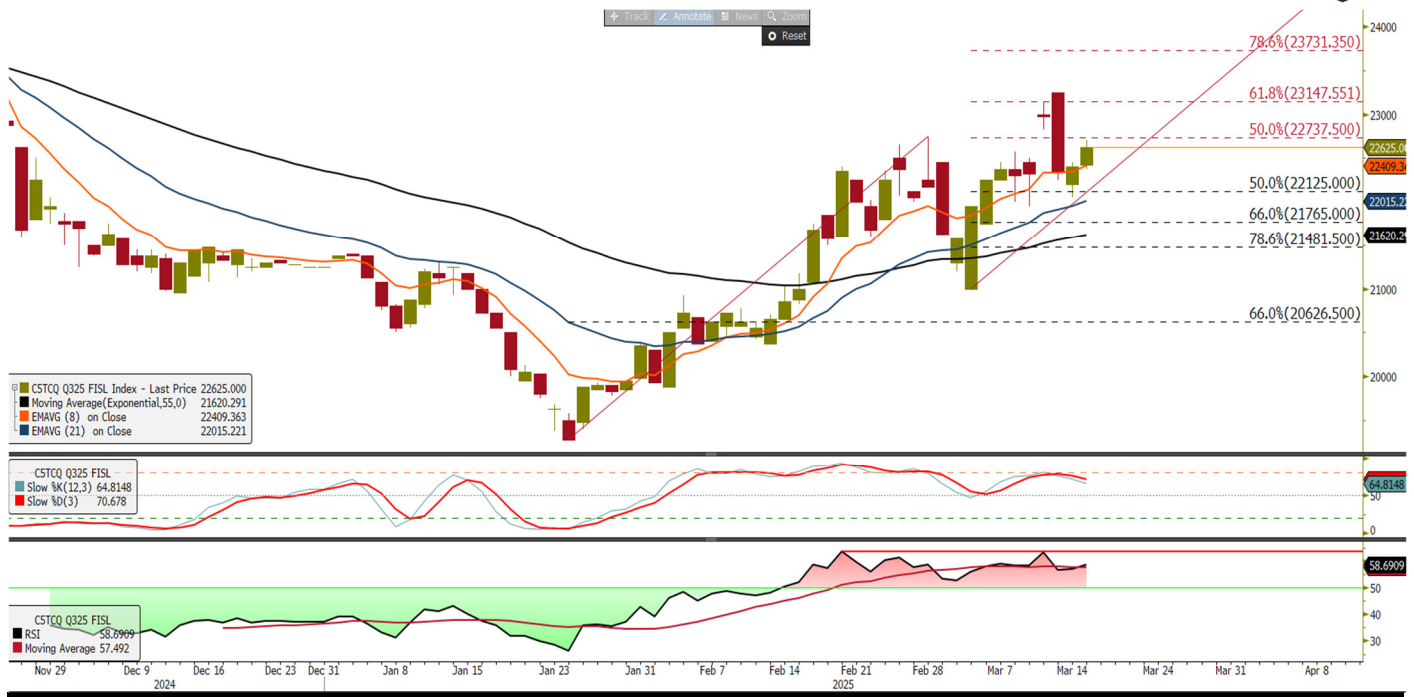 Track Annotate News Zoom
Reset
24000
78.6%(23731.350)
61.8%(23147.551)
23000
50.0%(22737.500)
22625.00
22409.36
50.0%(22125.000)
22015.22
66.0%(21765.000)
21620.29
78.6%(21481.500)
21000
66.0%(20626.500)
20000
C5TCQ Q325 FISL Index - Last Price 22625.000
Moving Average(Exponential,55,0) 21620.291
EMAVG (8) on Close 22409.363
EMAVG (21) on Close 22015.221
C5TCQ Q325 FISL
Slow %K(12,3) 64.8148
Slow %D(3) 70.678
64.8148
50
0
58.6909
50
40
30
C5TCQ Q325 FISL
RSI 58.6909
Moving Average 57.492
Nov 29 Dec 9 Dec 16 Dec 23 Dec 31 Jan 8 Jan 15 Jan 23 Jan 31 Feb 7 Feb 14 Feb 21 Feb 28 Mar 7 Mar 14 Mar 24 Mar 31 Apr 8
2024 2025